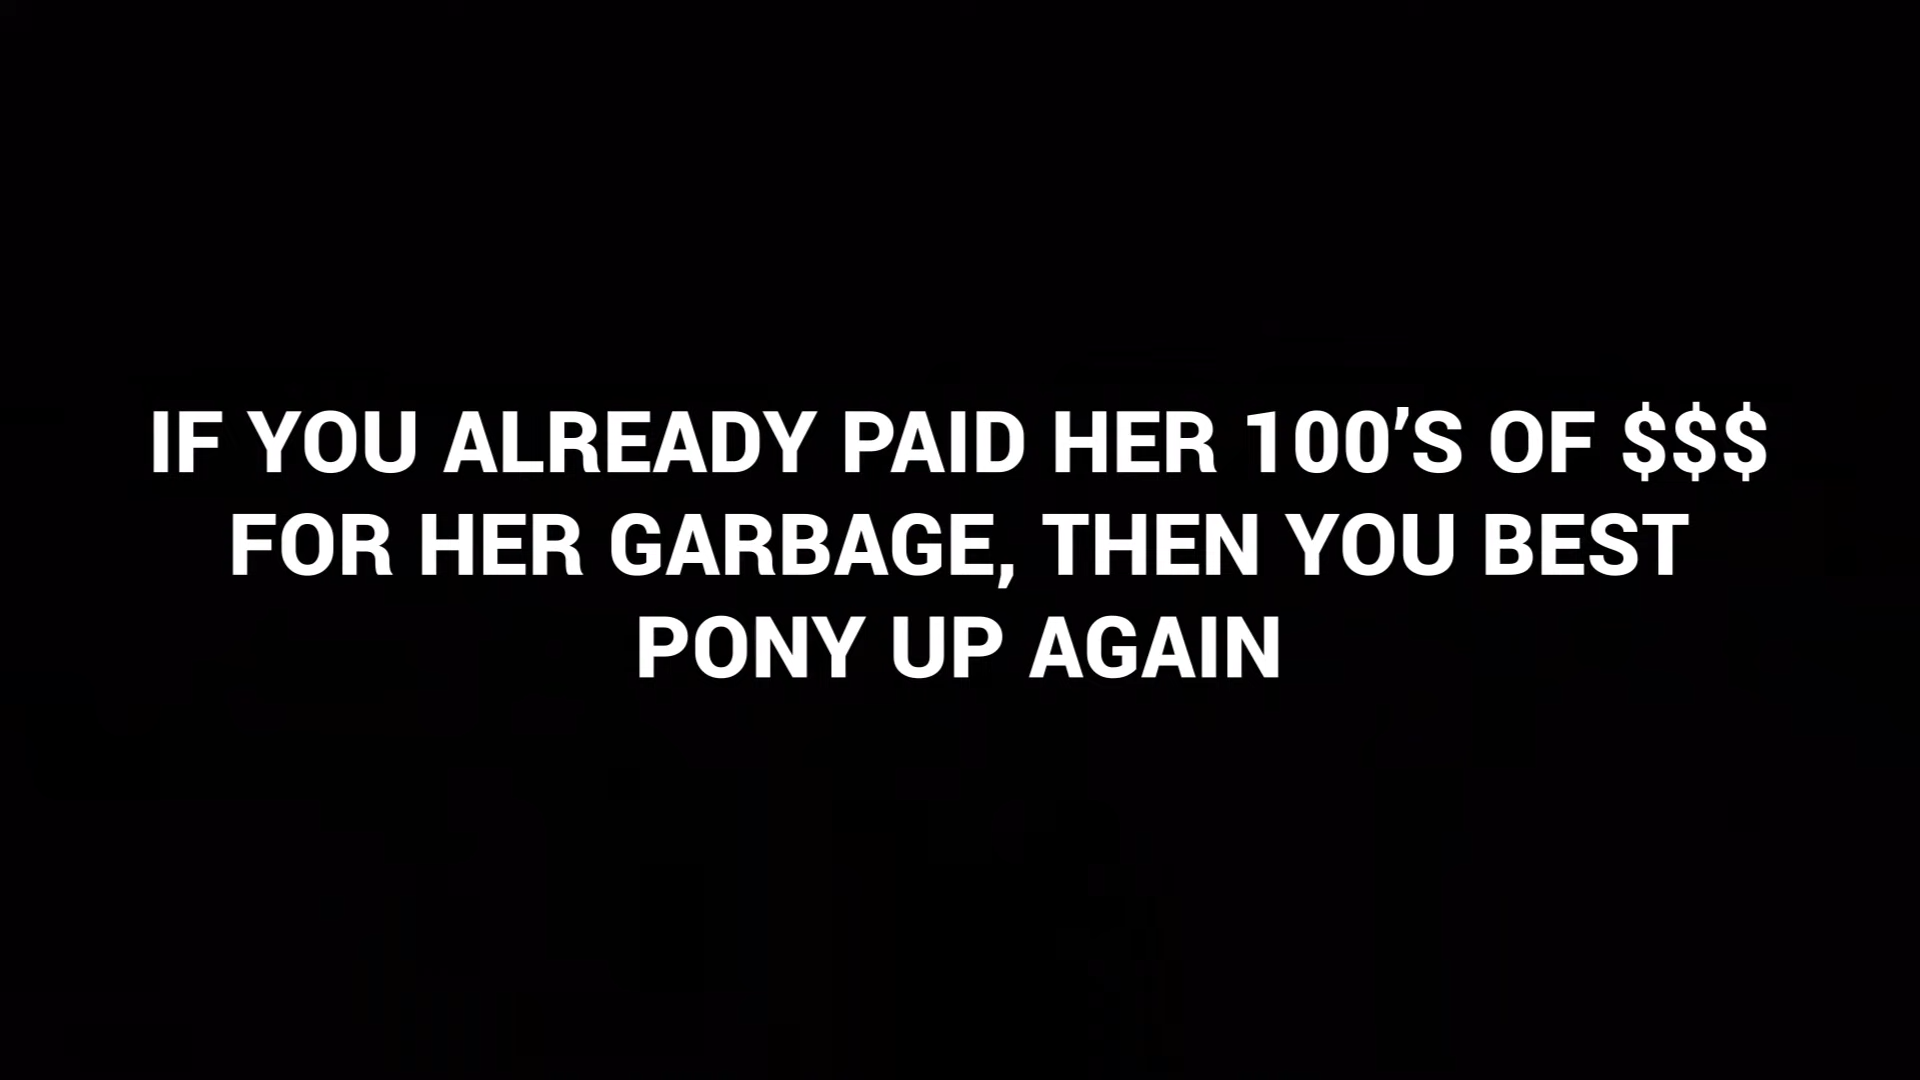 IF YOU ALREADY PAID HER 100’S OF $$$
FOR HER GARBAGE, THEN YOU BEST
PONY UP AGAIN